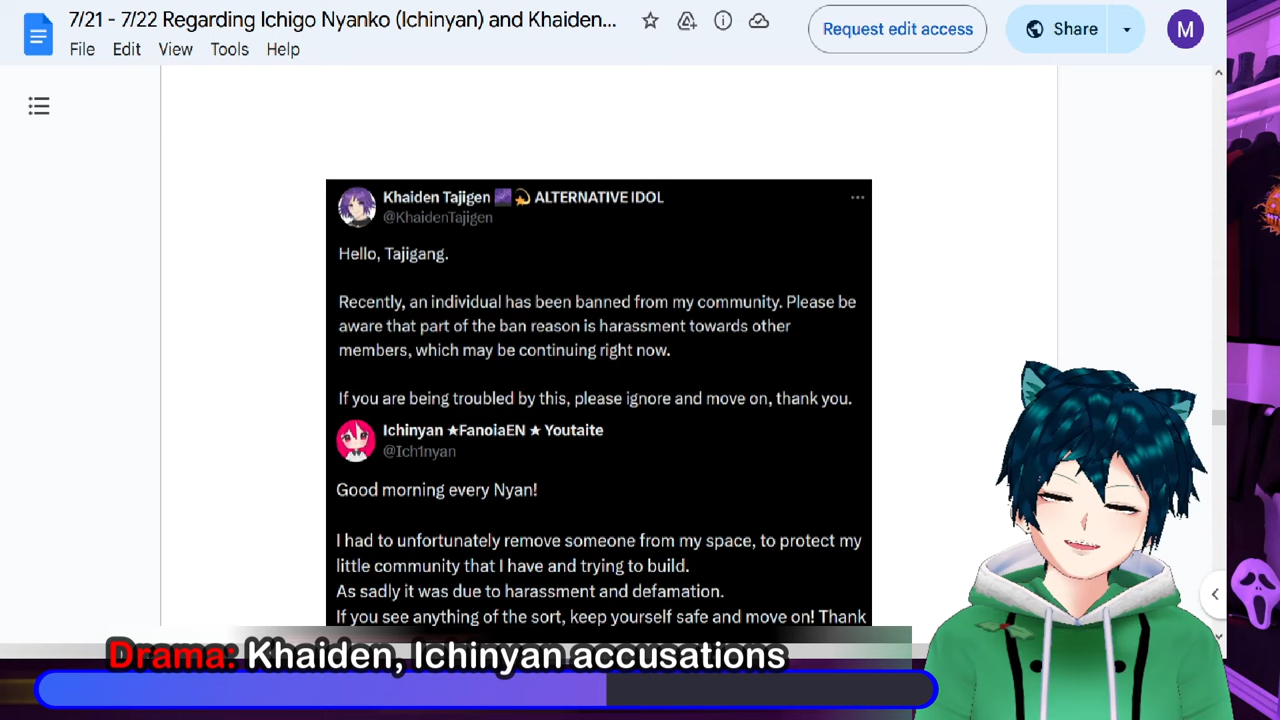 7/21 - 7/22 Regarding Ichigo Nyanko (Ichinyan) and Khaiden...
File Edit View Tools Help
Request edit access
Share
M
Khaiden Tajigen ALTERNATIVE IDOL
@KhaidenTajigen
Hello, Tajigang.
Recently, an individual has been banned from my community. Please be
aware that part of the ban reason is harassment towards other
members, which may be continuing right now.
If you are being troubled by this, please ignore and move on, thank you.
Ichinyan ★FanoiaEN ★ Youtaite
@Ich1nyan
Good morning every Nyan!
I had to unfortunately remove someone from my space, to protect my
little community that I have and trying to build.
As sadly it was due to harassment and defamation.
If you see anything of the sort, keep yourself safe and move on! Thank
Drama: Khaiden, Ichinyan accusations